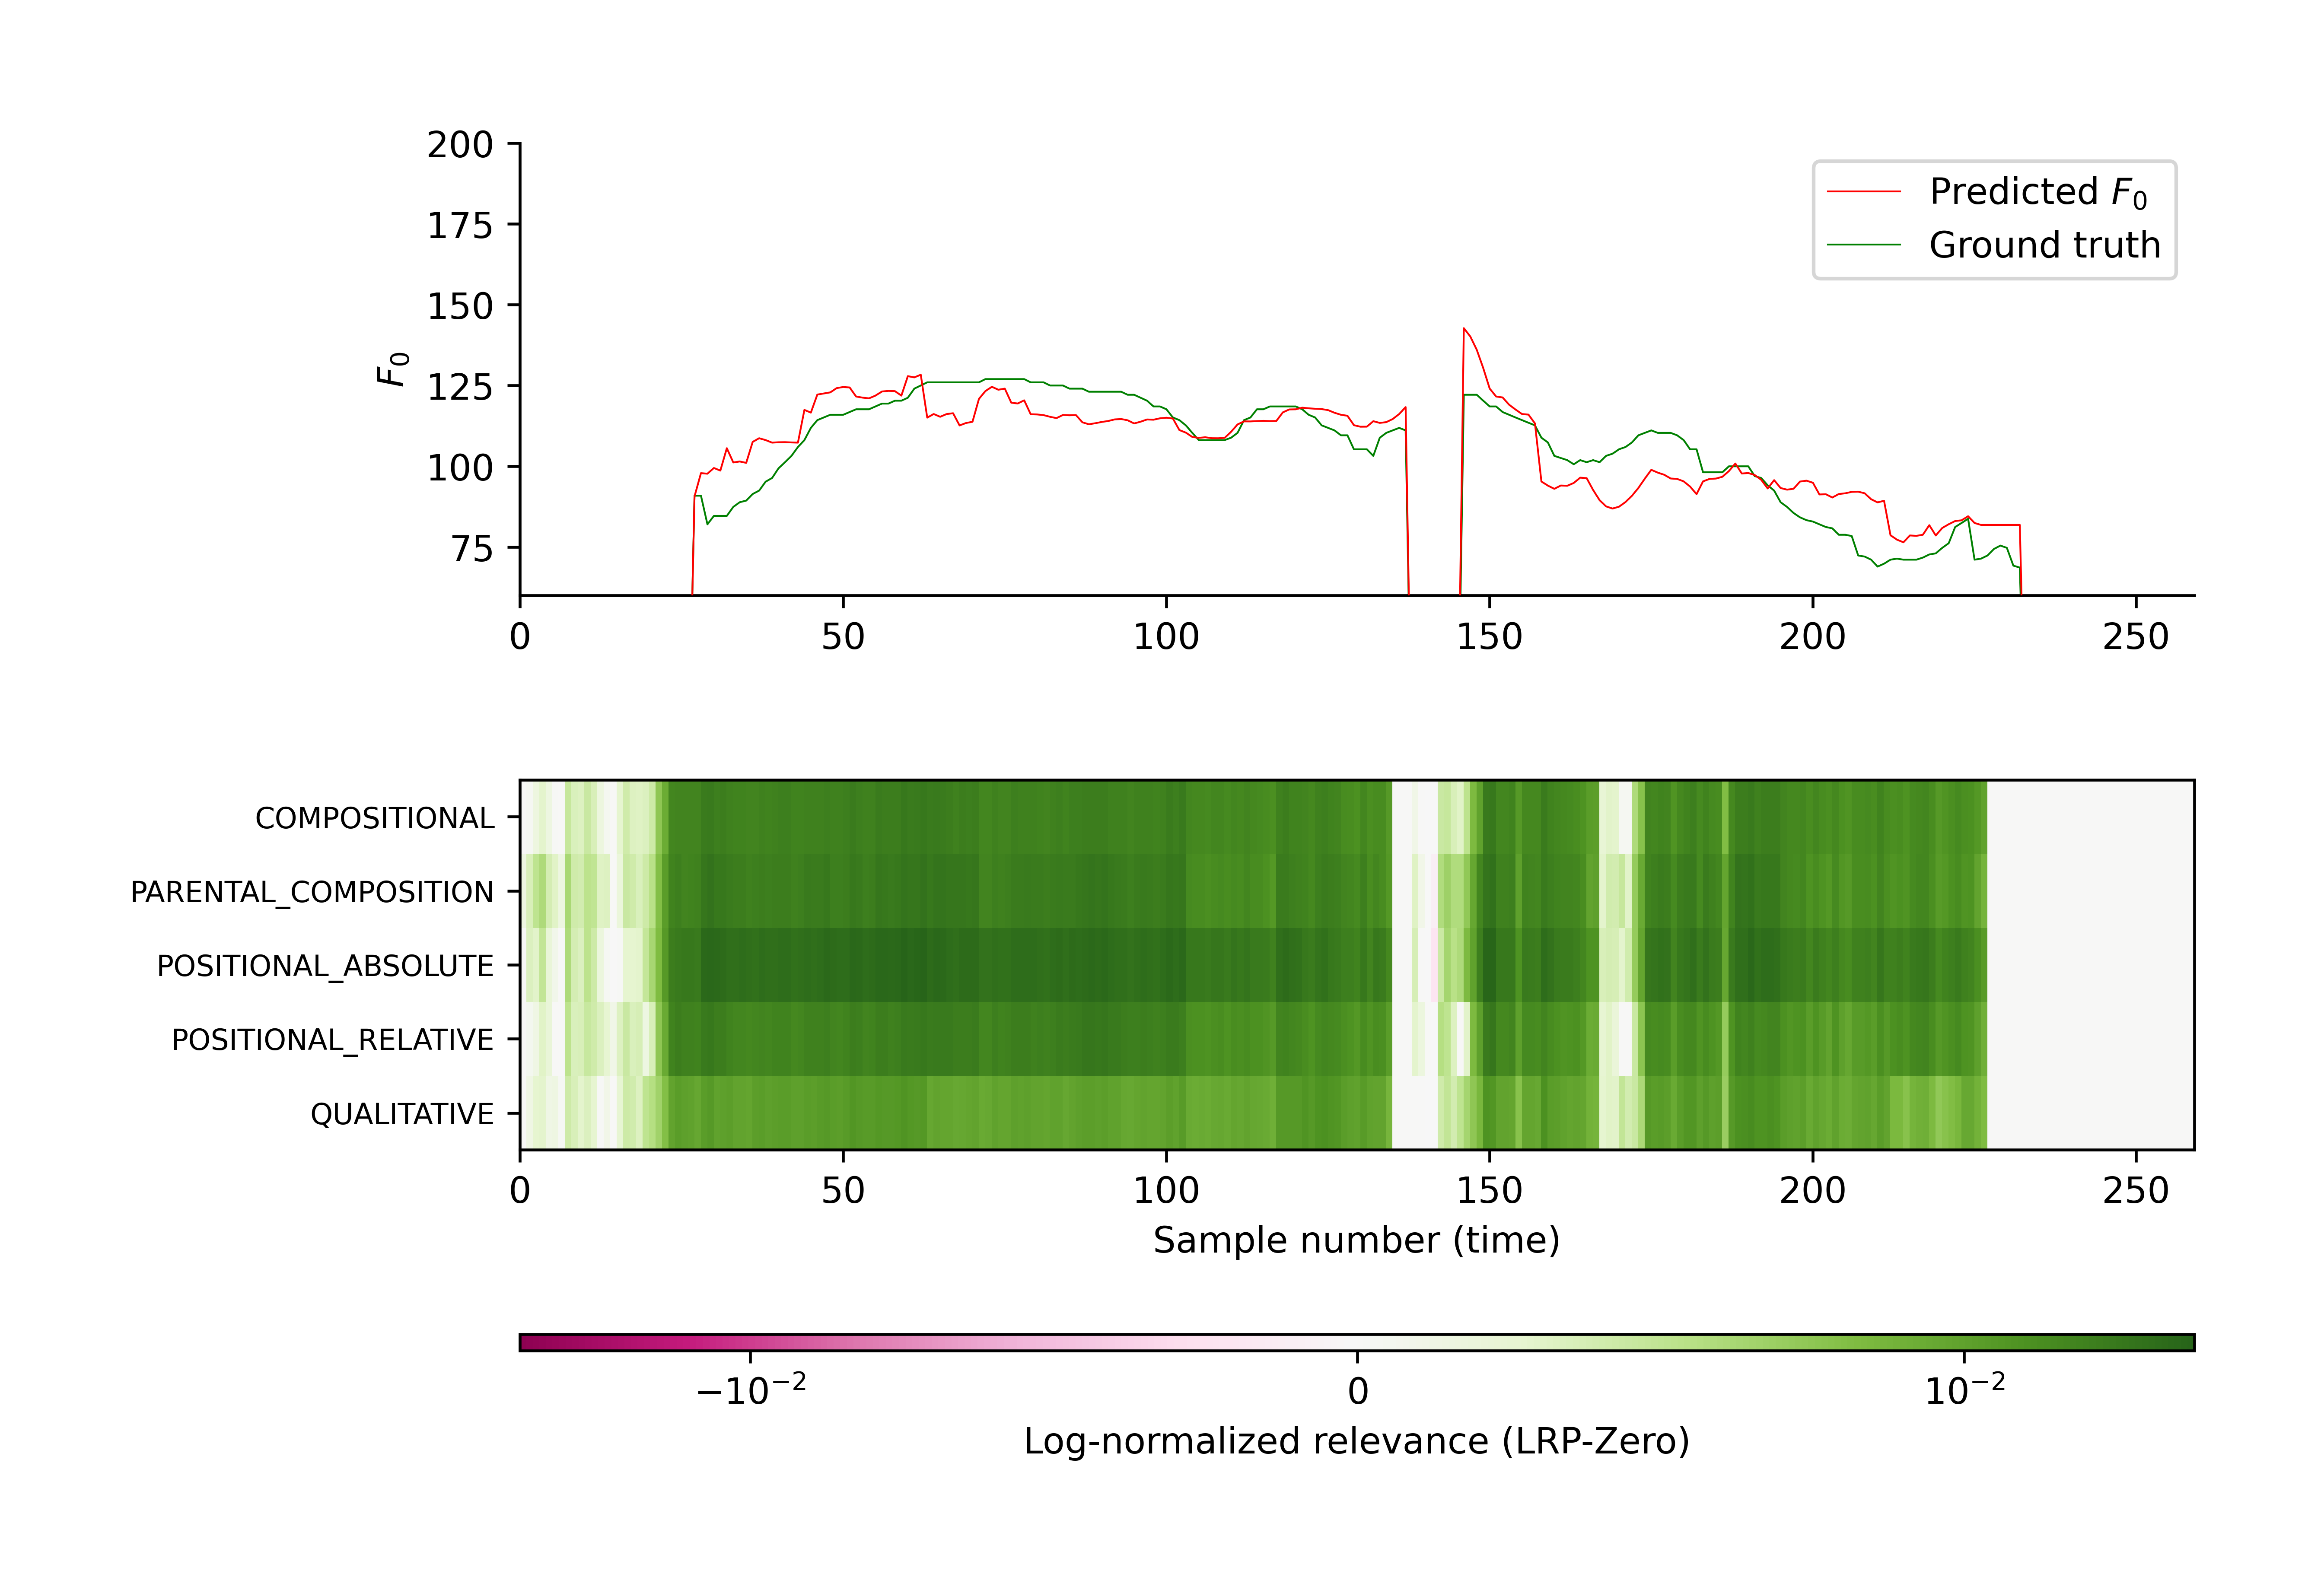 200
175
150
125
100
75
F₀
Predicted F₀
Ground truth
0 50 100 150 200 250
COMPOSITIONAL
PARENTAL_COMPOSITION
POSITIONAL_ABSOLUTE
POSITIONAL_RELATIVE
QUALITATIVE
0 50 100 150 200 250
Sample number (time)
−10⁻² 0 10⁻²
Log-normalized relevance (LRP-Zero)